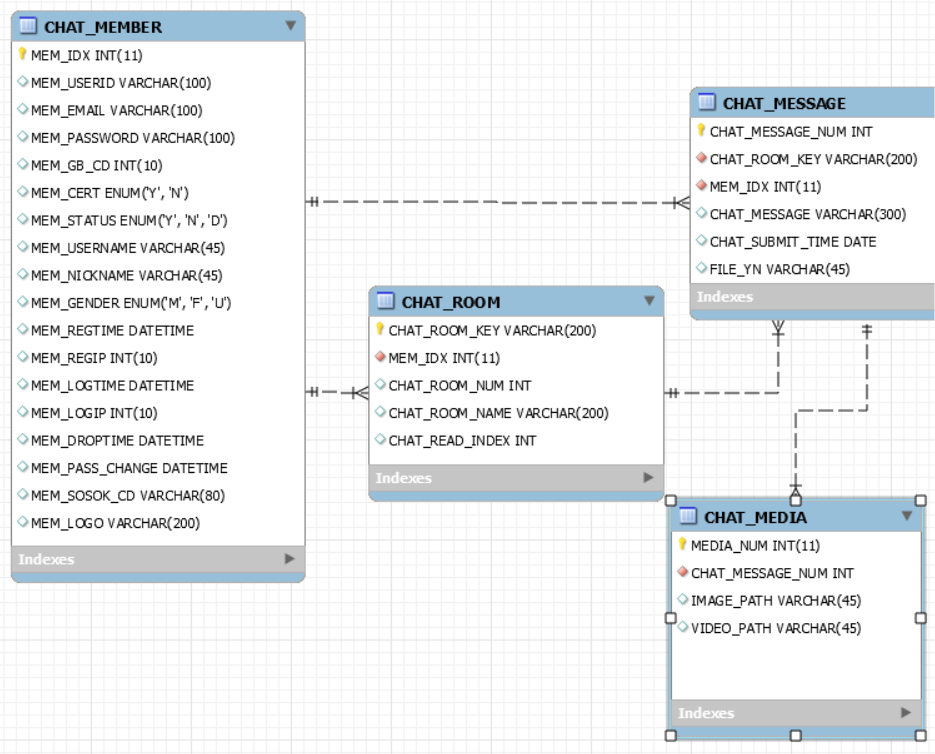 CHAT_MEMBER
MEM_IDX INT(11)
MEM_USERID VARCHAR(100)
MEM_EMAIL VARCHAR(100)
MEM_PASSWORD VARCHAR(100)
MEM_GB_CD INT(10)
MEM_CERT ENUM('Y', 'N')
MEM_STATUS ENUM('Y', 'N', 'D')
MEM_USERNAME VARCHAR(45)
MEM_NICKNAME VARCHAR(45)
MEM_GENDER ENUM('M', 'F', 'U')
MEM_REGTIME DATETIME
MEM_REGIP INT(10)
MEM_LOGTIME DATETIME
MEM_LOGIP INT(10)
MEM_DROPTIME DATETIME
MEM_PASS_CHANGE DATETIME
MEM_SOSOK_CD VARCHAR(80)
MEM_LOGO VARCHAR(200)
Indexes
CHAT_ROOM
CHAT_ROOM_KEY VARCHAR(200)
MEM_IDX INT(11)
CHAT_ROOM_NUM INT
CHAT_ROOM_NAME VARCHAR(200)
CHAT_READ_INDEX INT
Indexes
CHAT_MESSAGE
CHAT_MESSAGE_NUM INT
CHAT_ROOM_KEY VARCHAR(200)
MEM_IDX INT(11)
CHAT_MESSAGE VARCHAR(300)
CHAT_SUBMIT_TIME DATE
FILE_YN VARCHAR(45)
Indexes
CHAT_MEDIA
MEDIA_NUM INT(11)
CHAT_MESSAGE_NUM INT
IMAGE_PATH VARCHAR(45)
VIDEO_PATH VARCHAR(45)
Indexes